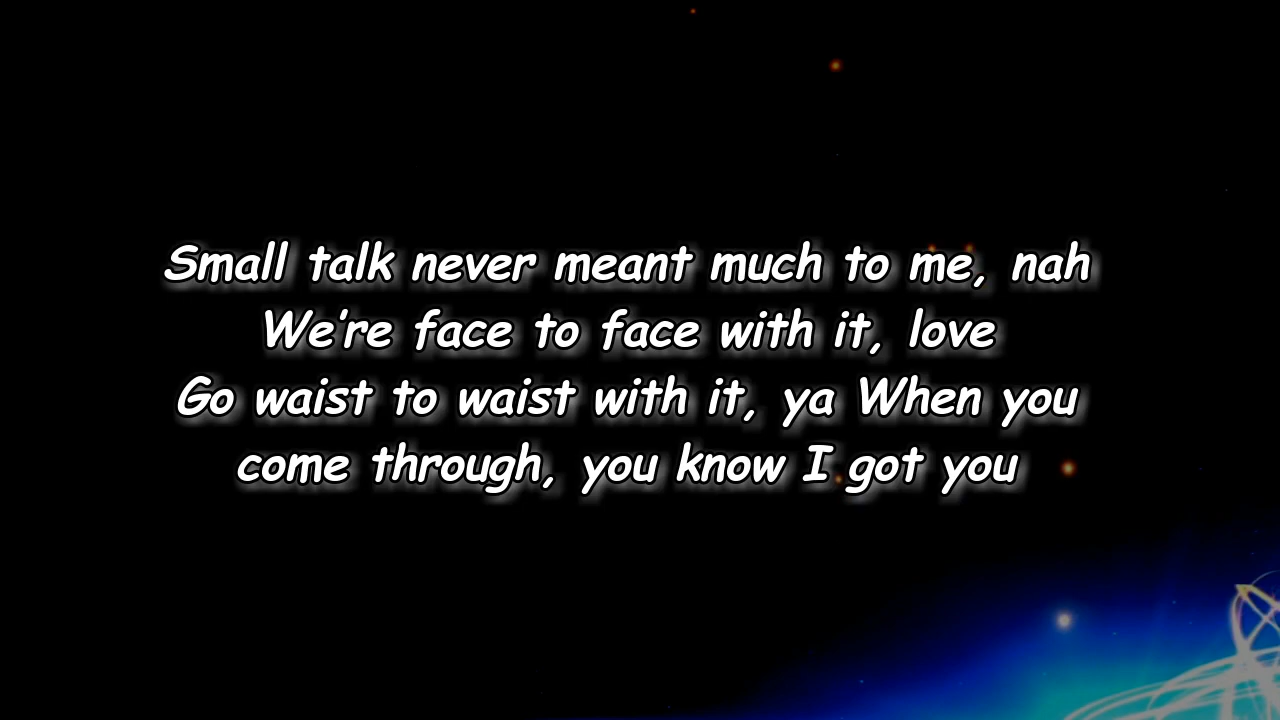 Small talk never meant much to me, nah
We're face to face with it, love
Go waist to waist with it, ya When you
come through, you know I got you